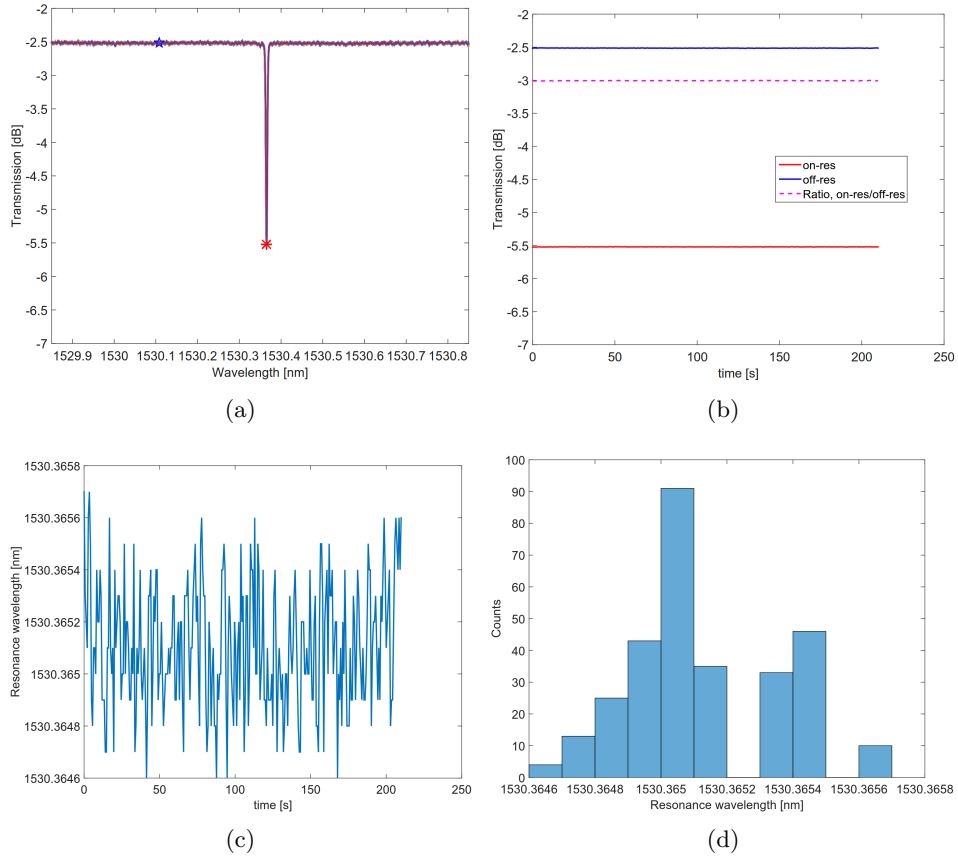 -2
-2.5
-3
-3.5
-4
-4.5
-5
-5.5
-6
-6.5
-7
Transmission [dB]
1529.9 1530 1530.1 1530.2 1530.3 1530.4 1530.5 1530.6 1530.7 1530.8
Wavelength [nm]
(a)
-2
-2.5
-3
-3.5
-4
-4.5
-5
-5.5
-6
-6.5
-7
Transmission [dB]
on-res
off-res
Ratio, on-res/off-res
0 50 100 150 200 250
time [s]
(b)
1530.3658
1530.3656
1530.3654
1530.3652
1530.365
1530.3648
1530.3646
Resonance wavelength [nm]
0 50 100 150 200 250
time [s]
(c)
100
90
80
70
60
50
40
30
20
10
0
Counts
1530.3646 1530.3648 1530.365 1530.3652 1530.3654 1530.3656 1530.3658
Resonance wavelength [nm]
(d)